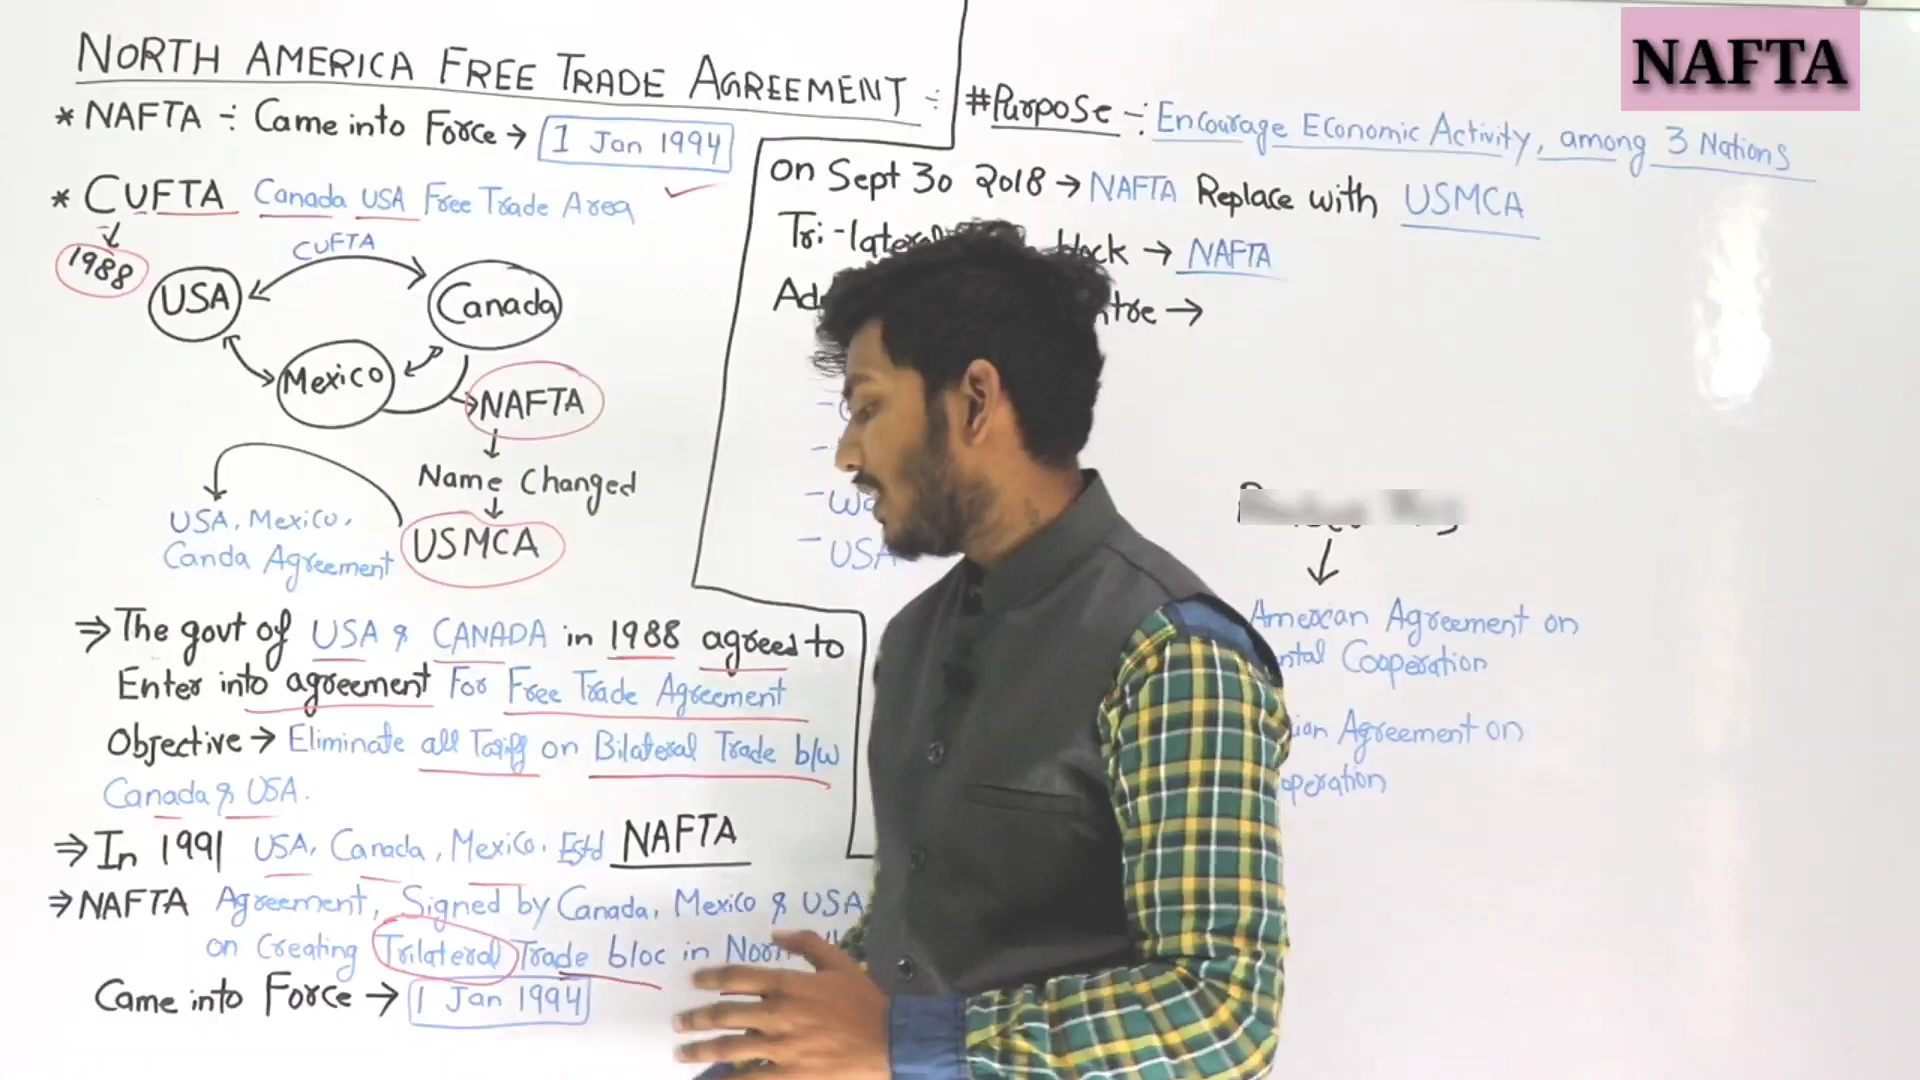 NAFTA
NORTH AMERICA FREE TRADE AGREEMENT :-
* NAFTA :- Came into Force → 1 Jan 1994
* CUFTA Canada USA Free Trade Area
1988
CUFTA
USA
Canada
Mexico
NAFTA
Name Changed
USMCA
USA, Mexico,
Canda Agreement
⇒ The govt of USA & CANADA in 1988 agreed to
Enter into agreement For Free Trade Agreement
Objective → Eliminate all Tariff on Bilateral Trade b/w
Canada & USA.
⇒ In 1991 USA, Canada, Mexico. Estd NAFTA
⇒ NAFTA Agreement, Signed by Canada, Mexico & USA
on Creating Trilateral Trade bloc in
Came into Force → 1 Jan 1994
#Purpose :- Encourage Economic Activity, among 3 Nations
on Sept 30 2018 → NAFTA Replace with USMCA
Tri-lateral block → NAFTA
→
USA
American Agreement on
Cooperation
Agreement on